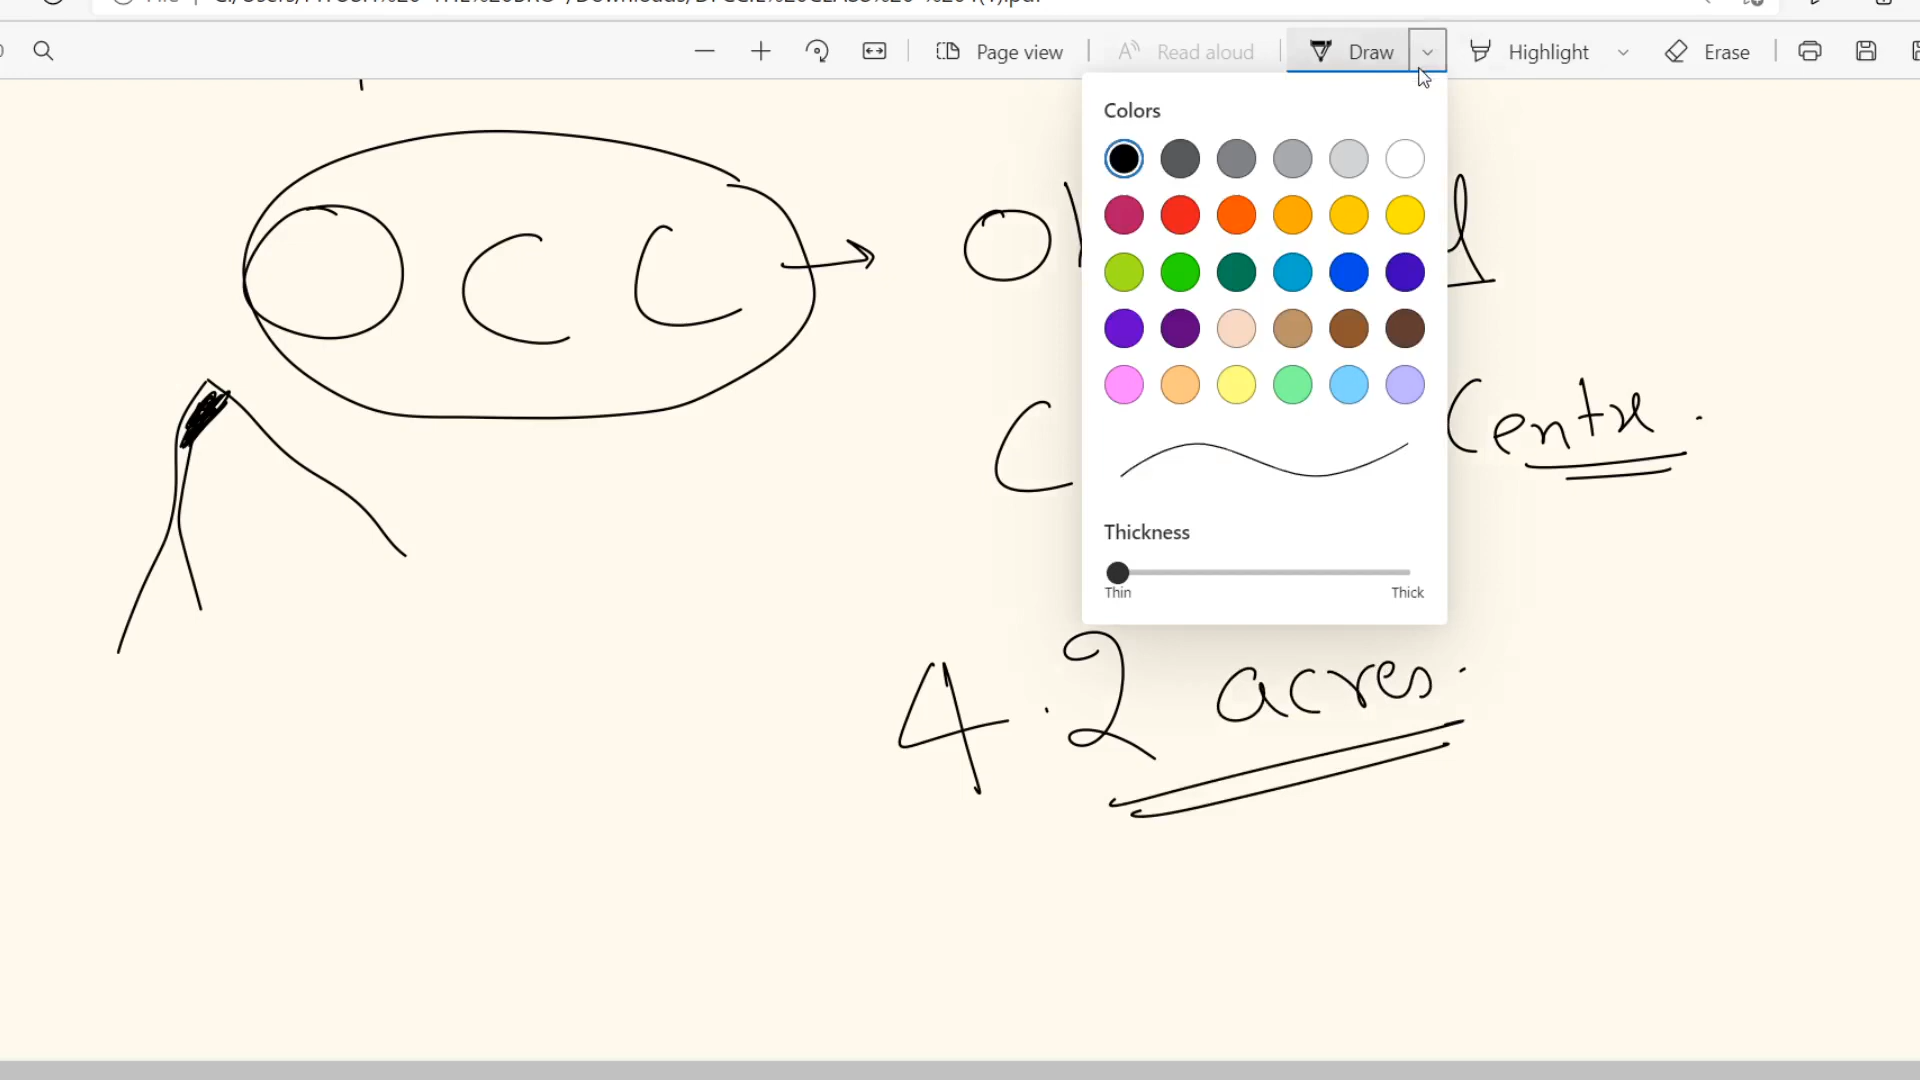 Page view Read aloud Draw Highlight Erase
Colors
OCC →
Centre.
Thickness
Thin Thick
4.2 acres.